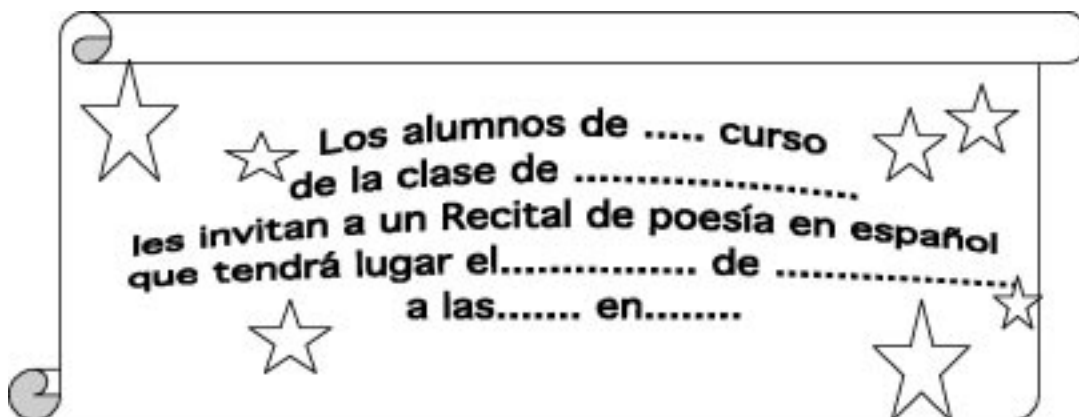 Los alumnos de ..... curso
de la clase de .......................
les invitan a un Recital de poesía en español
que tendrá lugar el................ de ....................
a las....... en........